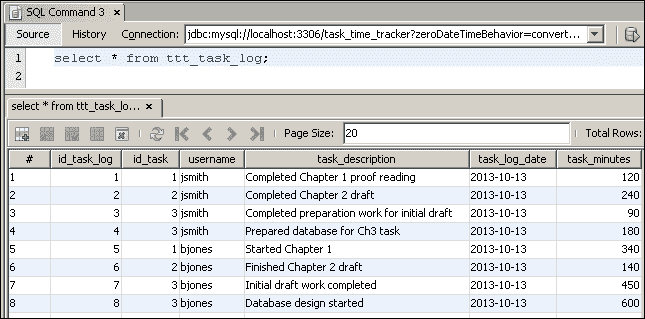 SQL Command 3 ×
Source History Connection: jdbc:mysql://localhost:3306/task_time_tracker?zeroDateTimeBehavior=convert...
1 select * from ttt_task_log;
2
select * from ttt_task_lo... ×
Page Size: 20 Total Rows:
# id_task_log id_task username task_description task_log_date task_minutes
1 1 1 jsmith Completed Chapter 1 proof reading 2013-10-13 120
2 2 2 jsmith Completed Chapter 2 draft 2013-10-13 240
3 3 3 jsmith Completed preparation work for initial draft 2013-10-13 90
4 4 3 jsmith Prepared database for Ch3 task 2013-10-13 180
5 5 1 bjones Started Chapter 1 2013-10-13 340
6 6 2 bjones Finished Chapter 2 draft 2013-10-13 140
7 7 3 bjones Initial draft work completed 2013-10-13 450
8 8 3 bjones Database design started 2013-10-13 600